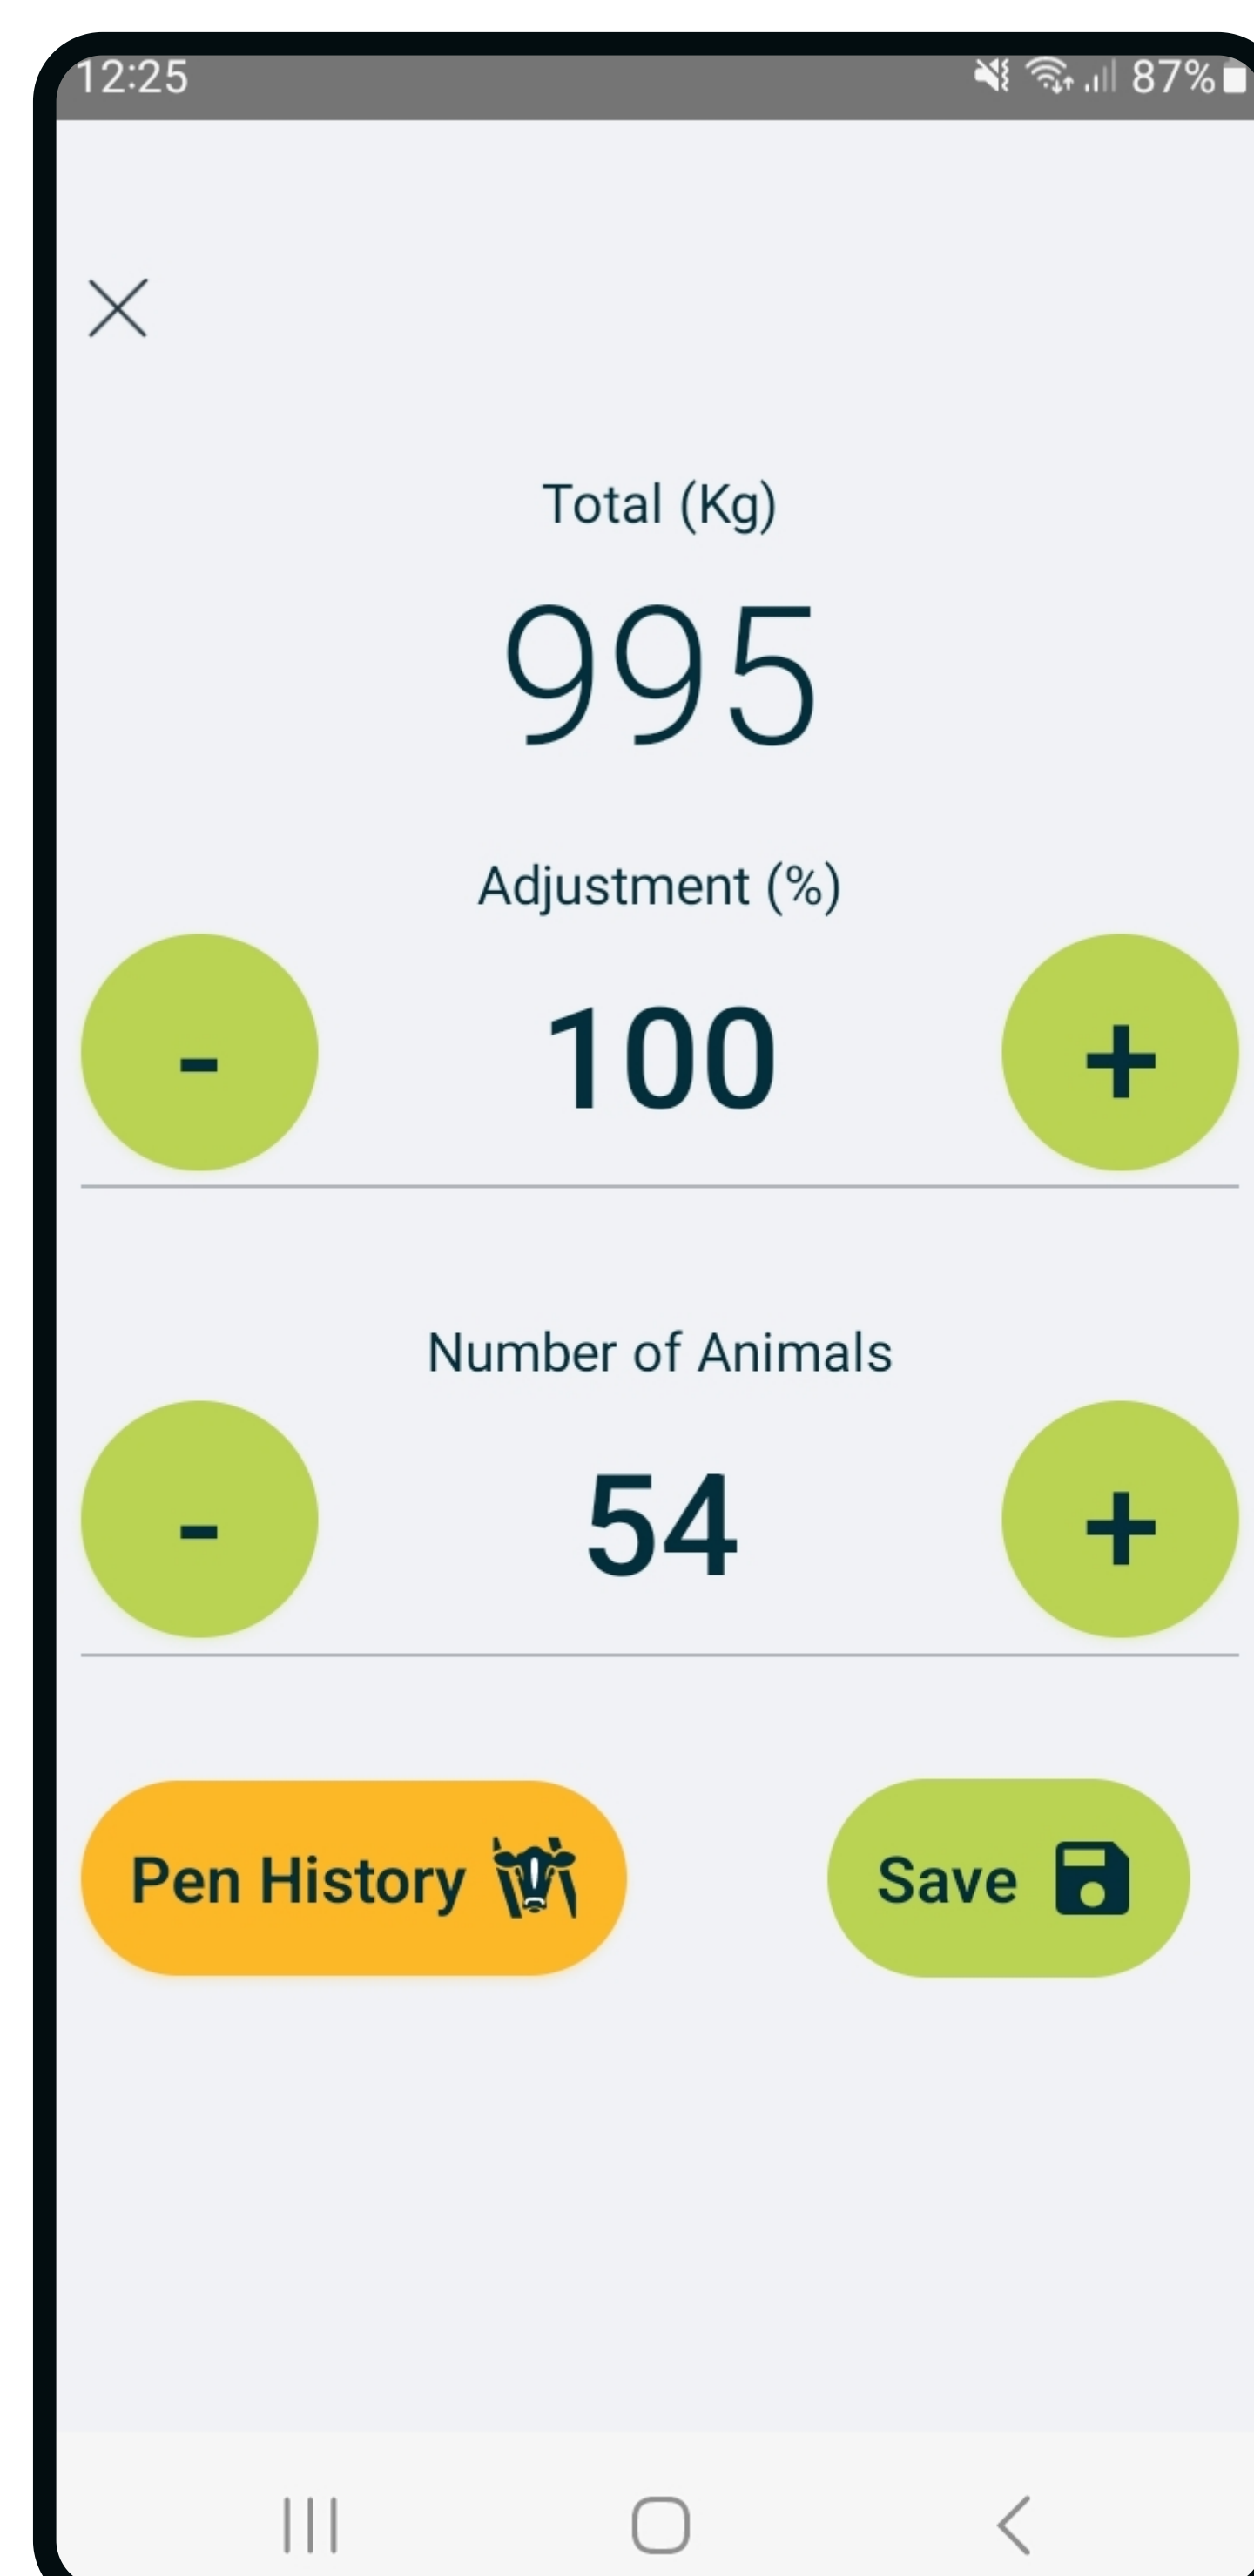 12:25 87%
Total (Kg)
995
Adjustment (%)
- 100 +
Number of Animals
- 54 +
Pen History Save